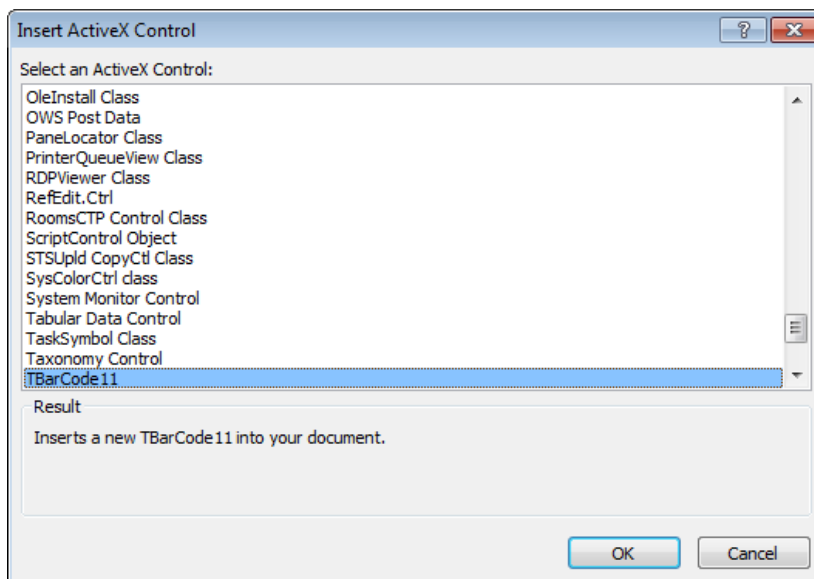 Insert ActiveX Control
Select an ActiveX Control:
OleInstall Class
OWS Post Data
PaneLocator Class
PrinterQueueView Class
RDPViewer Class
RefEdit.Ctrl
RoomsCTP Control Class
ScriptControl Object
STSUpld CopyCtl Class
SysColorCtrl class
System Monitor Control
Tabular Data Control
TaskSymbol Class
Taxonomy Control
TBarCode11
Result
Inserts a new TBarCode11 into your document.
OK Cancel